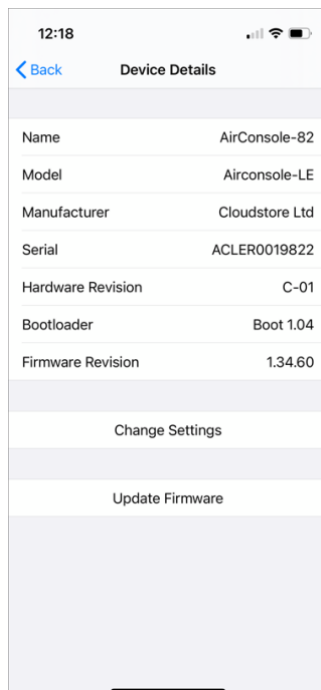 12:18
Back Device Details
Name AirConsole-82
Model Airconsole-LE
Manufacturer Cloudstore Ltd
Serial ACLER0019822
Hardware Revision C-01
Bootloader Boot 1.04
Firmware Revision 1.34.60
Change Settings
Update Firmware